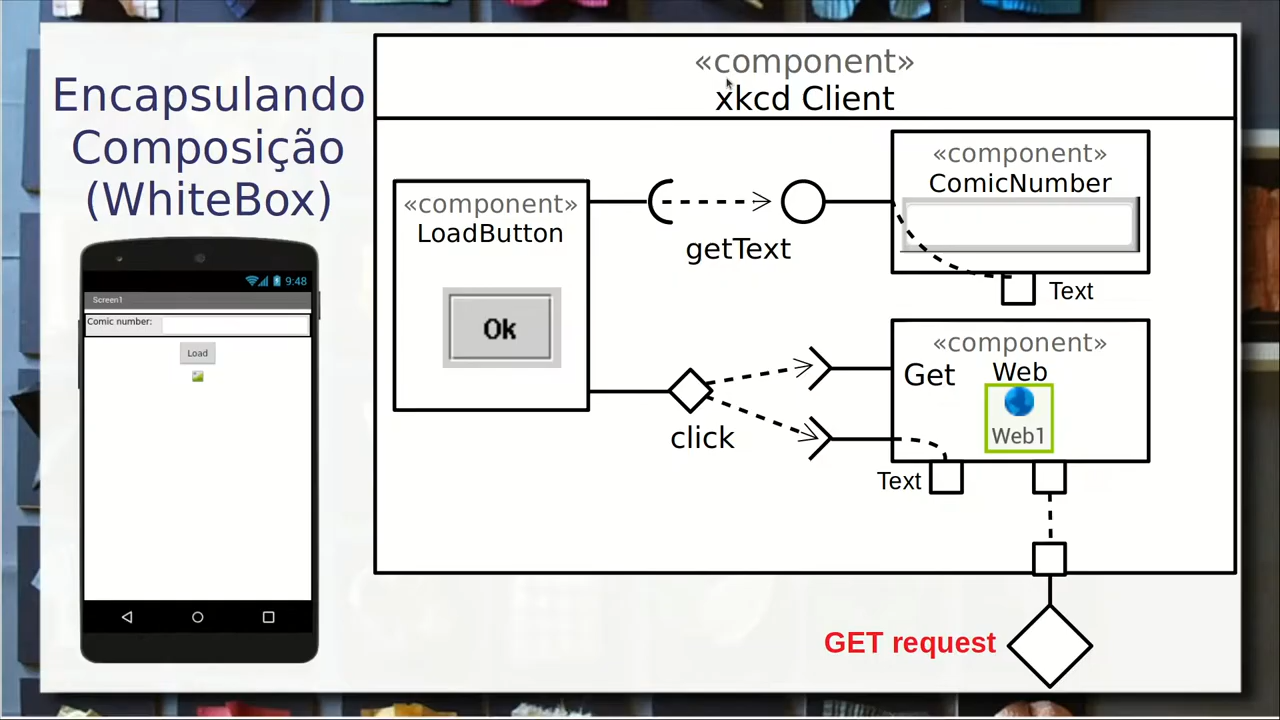 Encapsulando
Composição
(WhiteBox)
9:48
Screen1
Comic number:
Load
«component»
xkcd Client
«component»
LoadButton
Ok
getText
click
«component»
ComicNumber
Text
«component»
Get
Web
Web1
Text
GET request